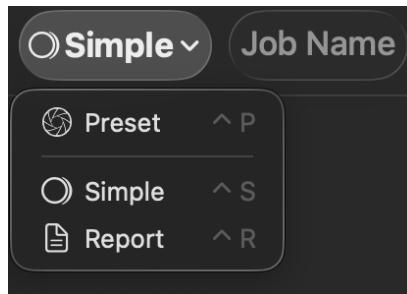 Simple Job Name
Preset ^ P
Simple ^ S
Report ^ R